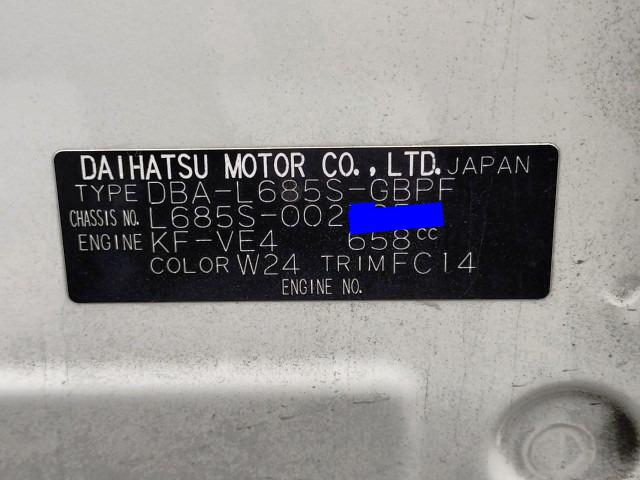 DAIHATSU MOTOR CO., LTD. JAPAN
TYPE DBA-L685S-GBPF
CHASSIS NO. L685S-002
ENGINE KF-VE4 658cc
COLOR W24 TRIM FC14
ENGINE NO.